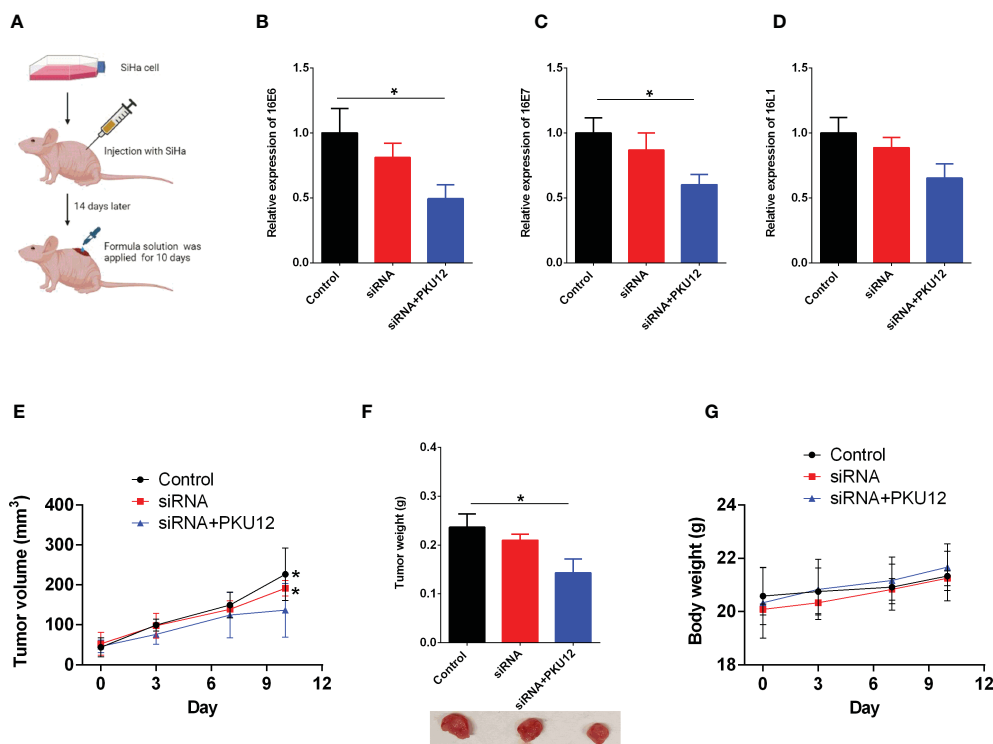 A
SiHa cell
Injection with SiHa
14 days later
Formula solution was
applied for 10 days
B
Relative expression of 16E6
1.5
1.0
0.5
0.0
*
Control
siRNA
siRNA+PKU12
C
Relative expression of 16E7
1.5
1.0
0.5
0.0
*
Control
siRNA
siRNA+PKU12
D
Relative expression of 16L1
1.5
1.0
0.5
0.0
Control
siRNA
siRNA+PKU12
E
Control
siRNA
siRNA+PKU12
Tumor volume (mm³)
400
300
200
100
0
*
*
0 3 6 9 12
Day
F
Tumor weight (g)
0.4
0.3
0.2
0.1
0.0
*
Control
siRNA
siRNA+PKU12
G
Control
siRNA
siRNA+PKU12
Body weight (g)
24
22
20
18
0 3 6 9 12
Day